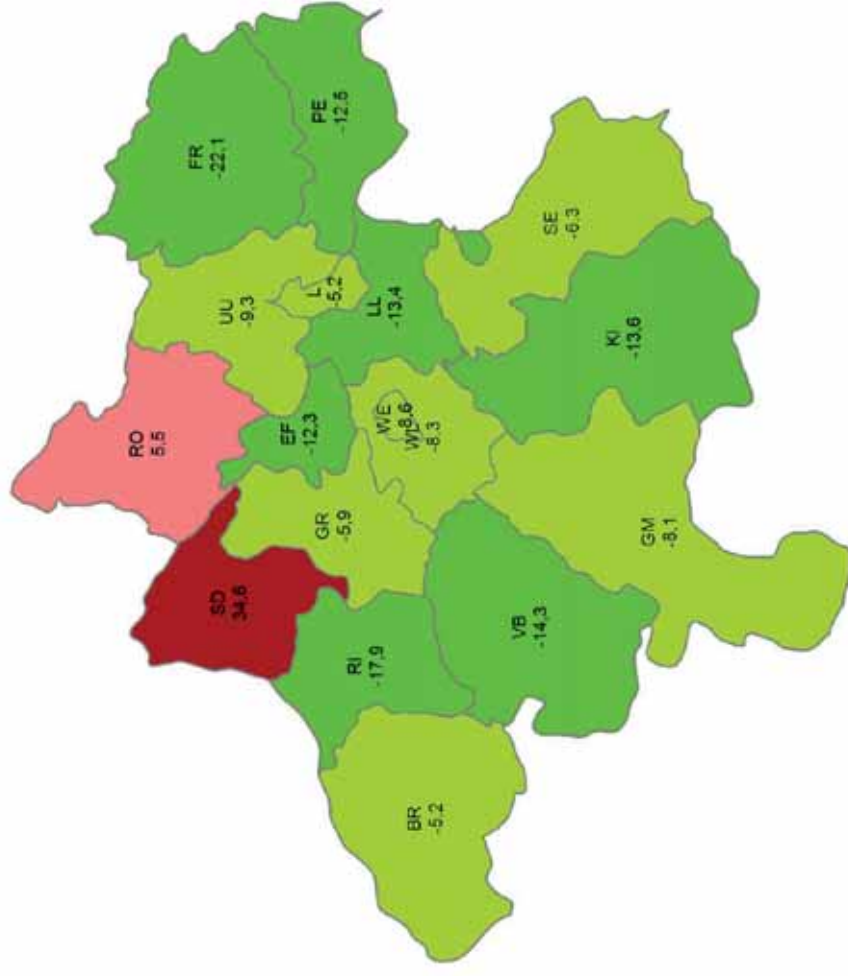 RO
5,5
FR
-22,1
SD
34,6
UU
-9,3
EF
-12,3
L
-5,2
PE
-12,5
GR
-5,9
RI
-17,9
LL
-13,4
WE
-8,6
-8,3
BR
-5,2
VB
-14,3
SE
-6,3
KI
-13,6
GM
-8,1